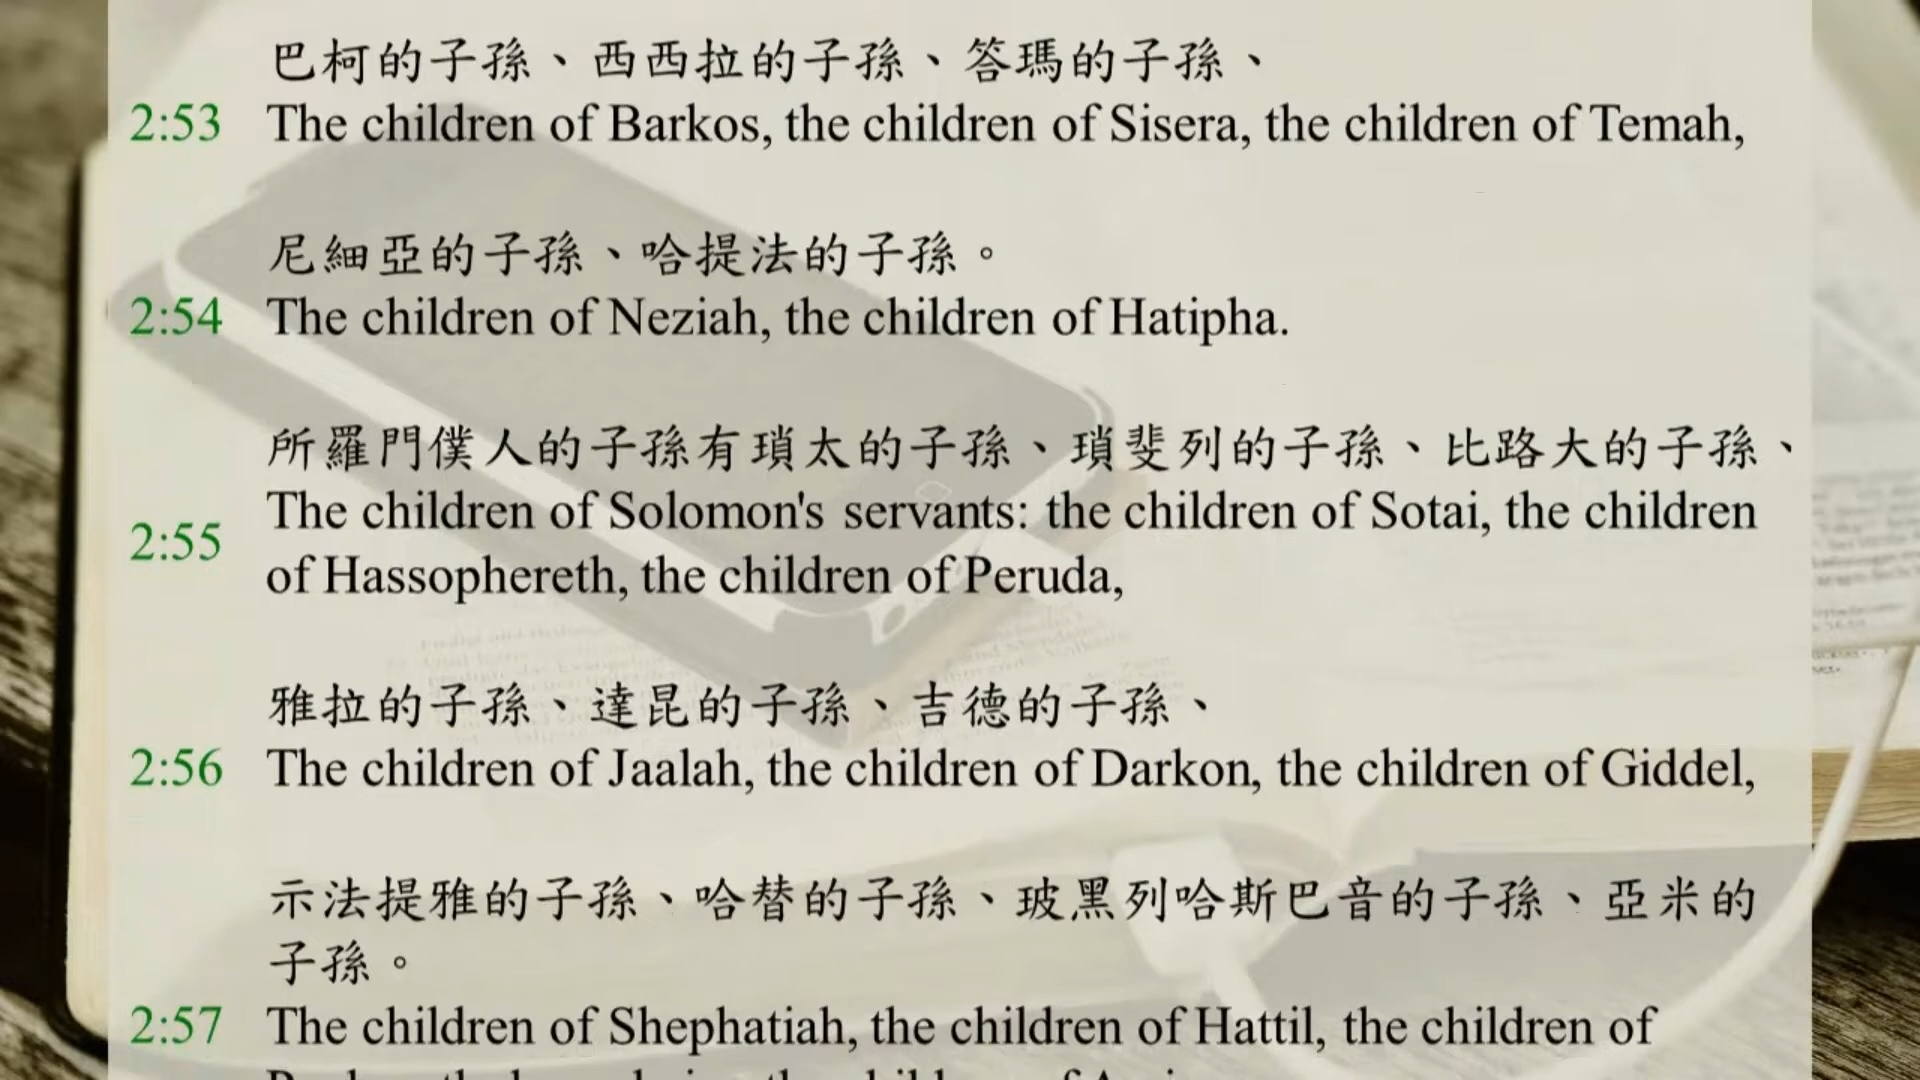 巴柯的子孫、西西拉的子孫、答瑪的子孫、
2:53 The children of Barkos, the children of Sisera, the children of Temah,
尼細亞的子孫、哈提法的子孫。
2:54 The children of Neziah, the children of Hatipha.
所羅門僕人的子孫有瑣太的子孫、瑣斐列的子孫、比路大的子孫、
2:55 The children of Solomon's servants: the children of Sotai, the children
of Hassophereth, the children of Peruda,
雅拉的子孫、達昆的子孫、吉德的子孫、
2:56 The children of Jaalah, the children of Darkon, the children of Giddel,
示法提雅的子孫、哈替的子孫、玻黑列哈斯巴音的子孫、亞米的
子孫。
2:57 The children of Shephatiah, the children of Hattil, the children of